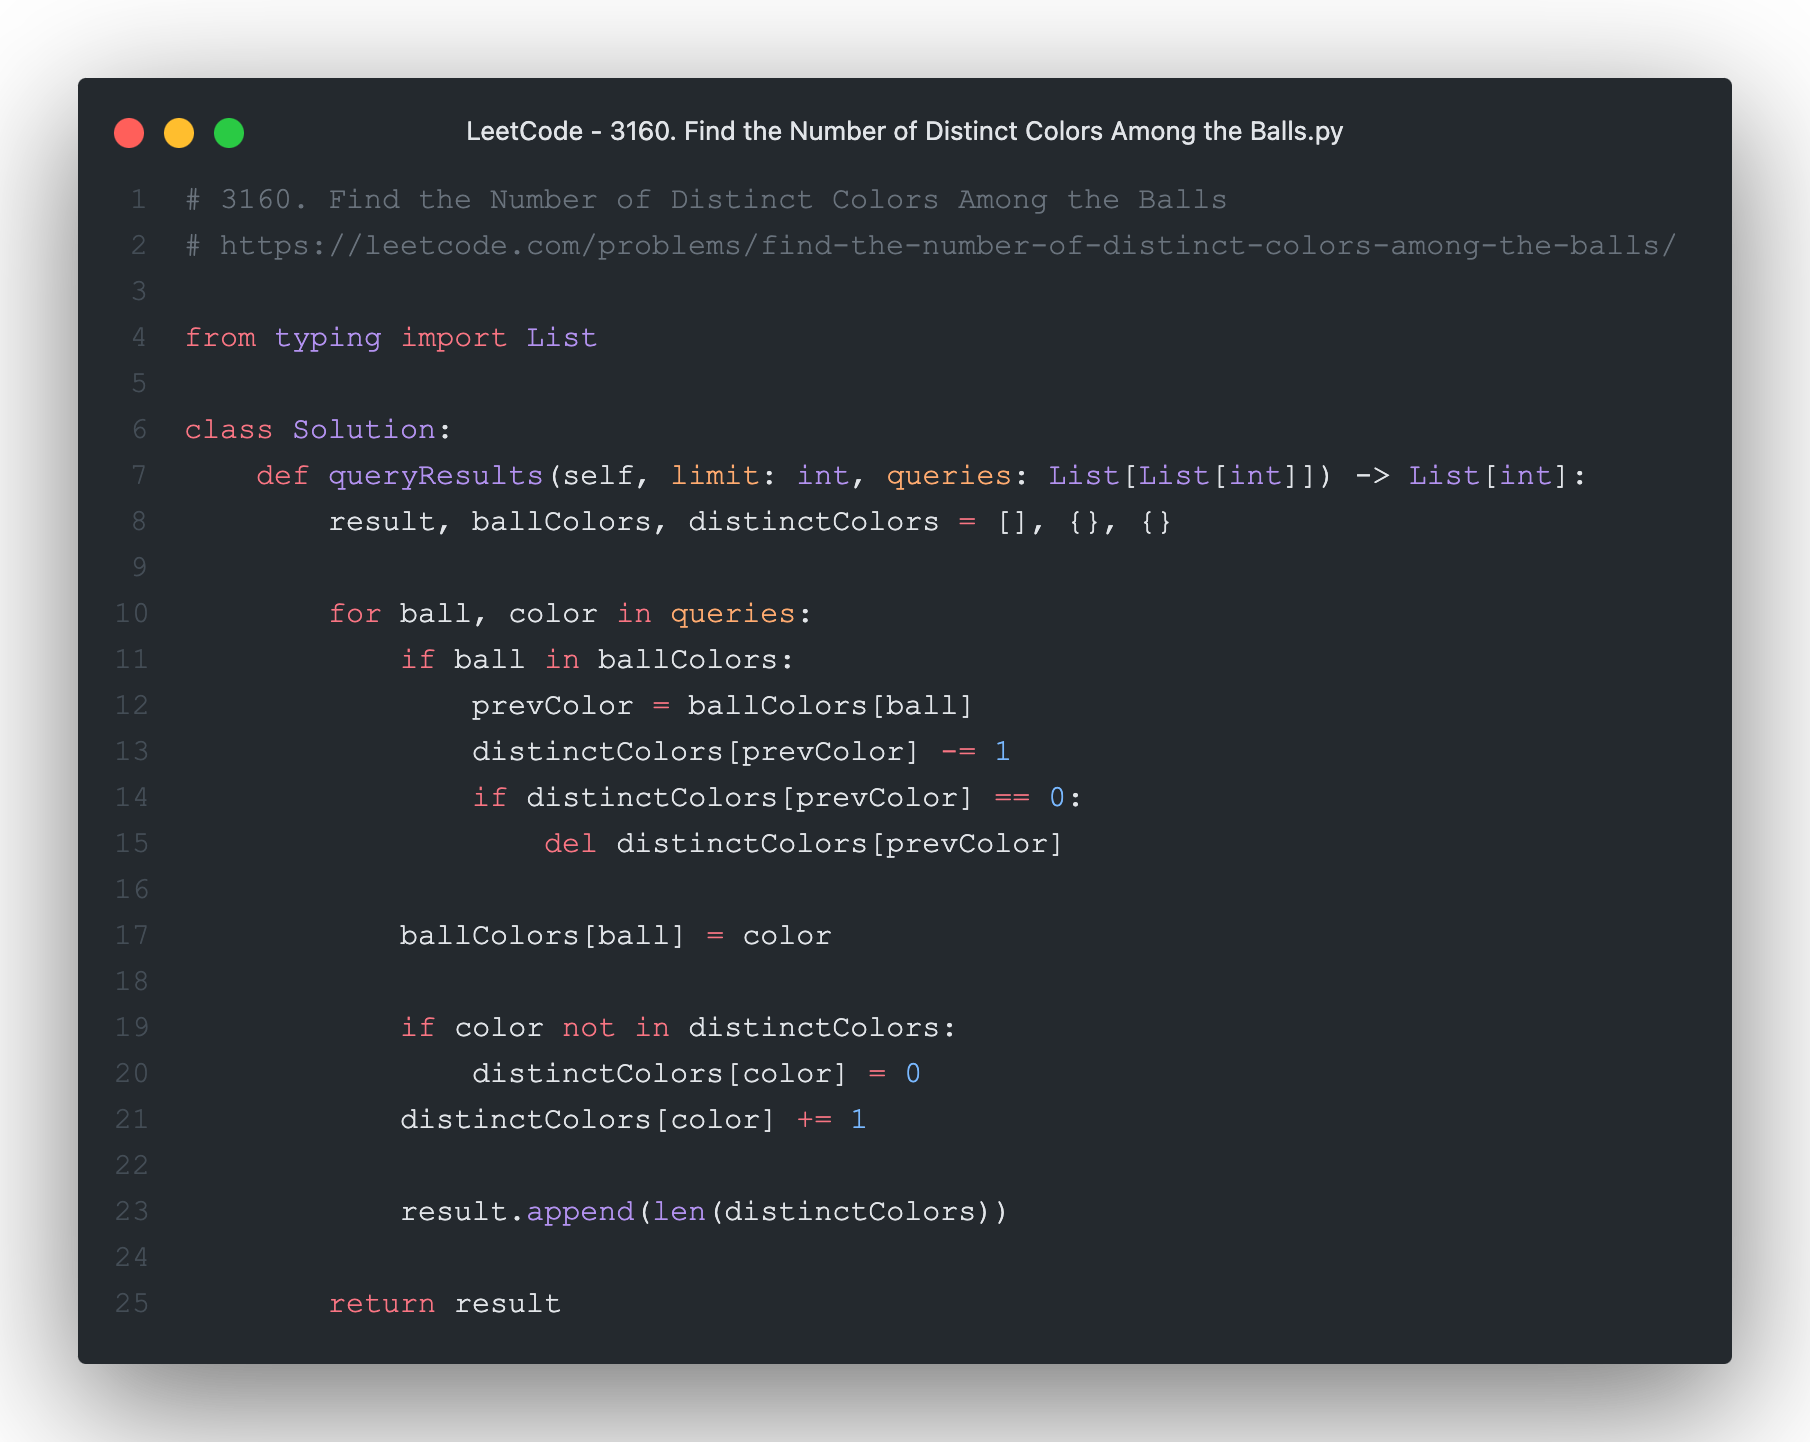 LeetCode - 3160. Find the Number of Distinct Colors Among the Balls.py
1 # 3160. Find the Number of Distinct Colors Among the Balls
2 # https://leetcode.com/problems/find-the-number-of-distinct-colors-among-the-balls/
3
4 from typing import List
5
6 class Solution:
7     def queryResults(self, limit: int, queries: List[List[int]]) -> List[int]:
8         result, ballColors, distinctColors = [], {}, {}
9
10         for ball, color in queries:
11             if ball in ballColors:
12                 prevColor = ballColors[ball]
13                 distinctColors[prevColor] -= 1
14                 if distinctColors[prevColor] == 0:
15                     del distinctColors[prevColor]
16
17             ballColors[ball] = color
18
19             if color not in distinctColors:
20                 distinctColors[color] = 0
21             distinctColors[color] += 1
22
23             result.append(len(distinctColors))
24
25         return result